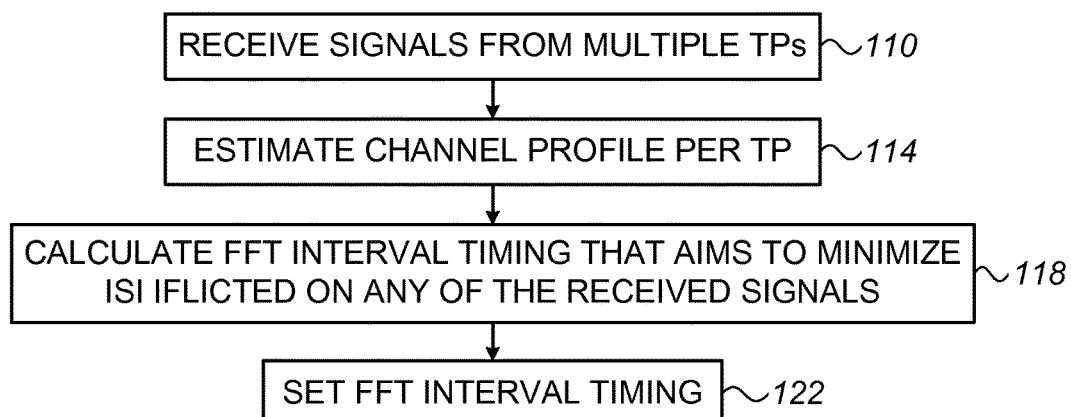 RECEIVE SIGNALS FROM MULTIPLE TPs 110
ESTIMATE CHANNEL PROFILE PER TP 114
CALCULATE FFT INTERVAL TIMING THAT AIMS TO MINIMIZE
ISI IFLICTED ON ANY OF THE RECEIVED SIGNALS 118
SET FFT INTERVAL TIMING 122